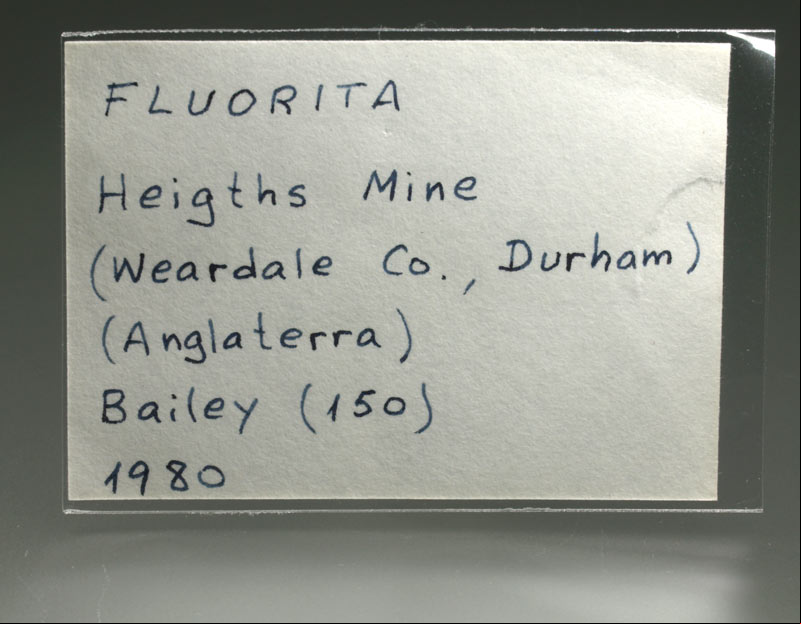 FLUORITA
Heigths Mine
(Weardale Co., Durham)
(Anglaterra)
Bailey (150)
1980